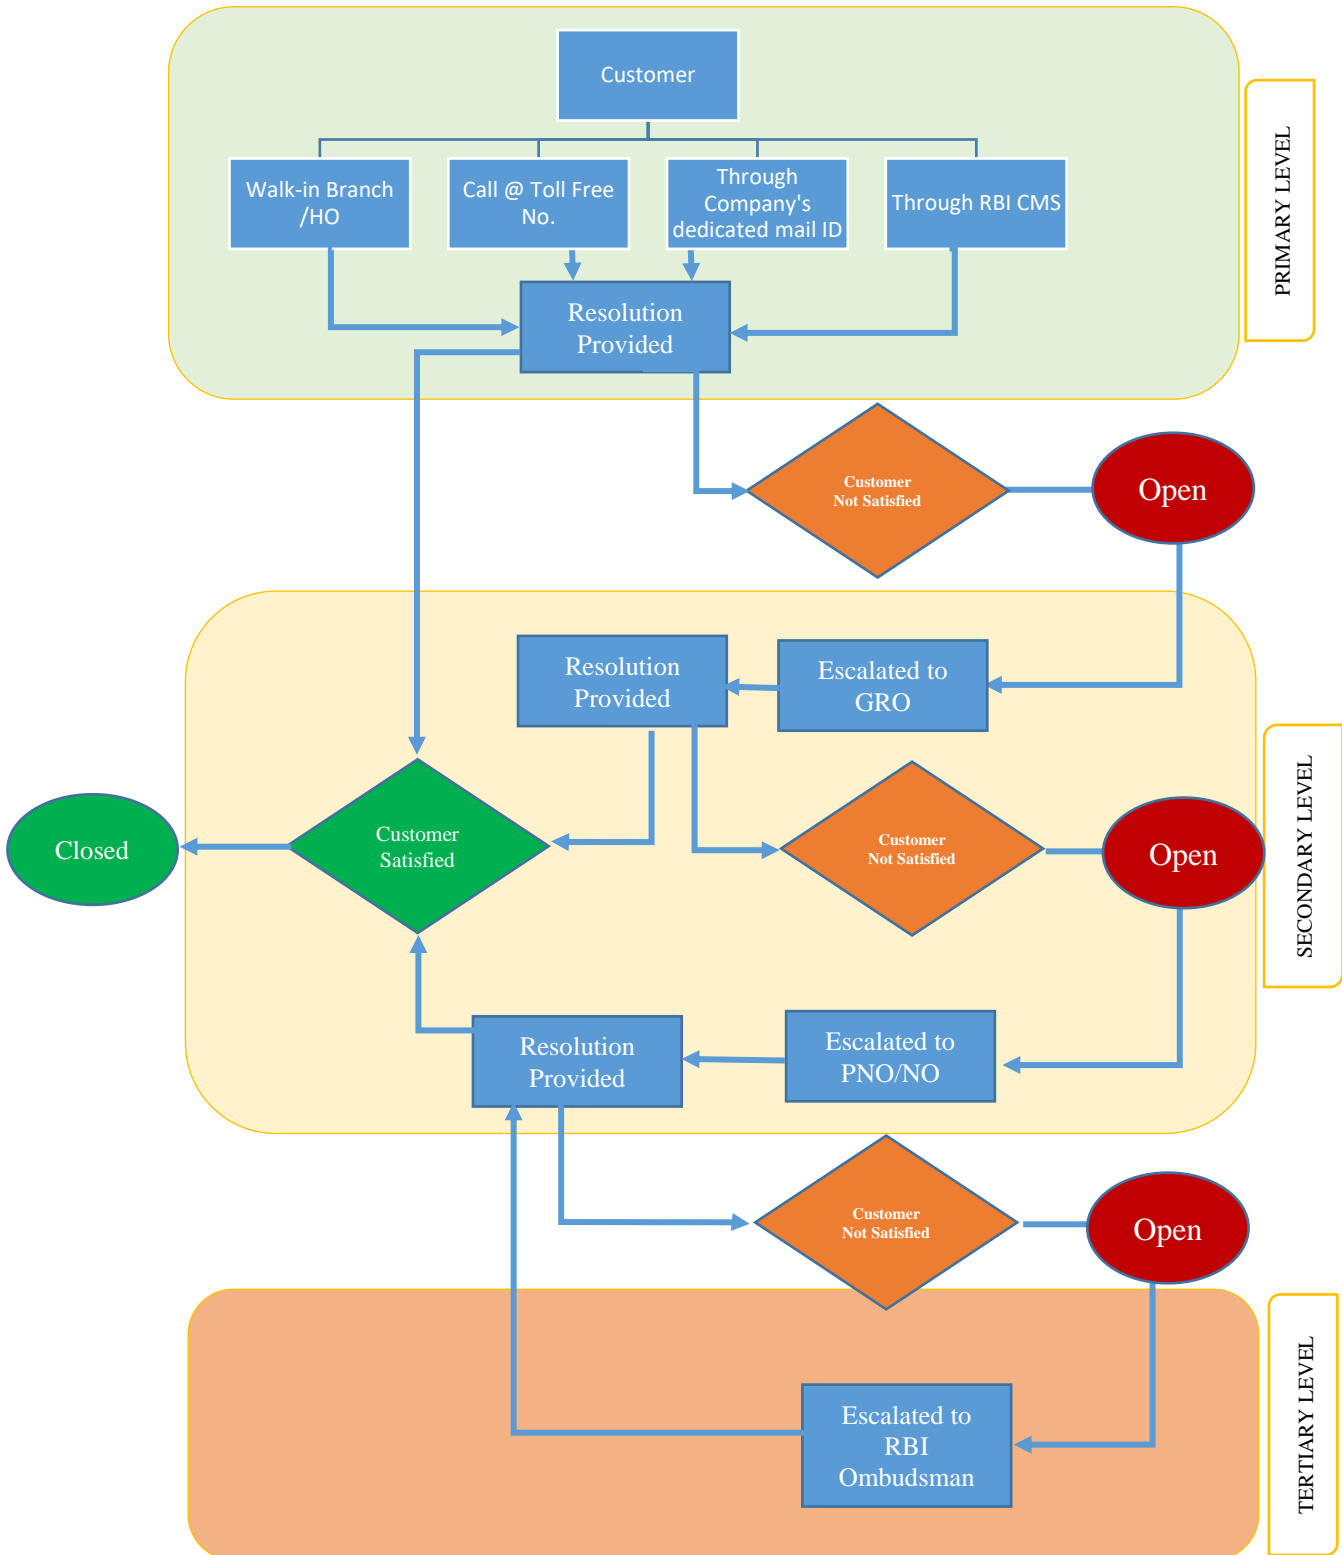 Customer
Walk-in Branch
/HO
Call @ Toll Free
No.
Through
Company's
dedicated mail ID
Through RBI CMS
PRIMARY LEVEL
Resolution
Provided
Customer
Not Satisfied
Open
Resolution
Provided
Escalated to
GRO
Closed
Customer
Satisfied
Customer
Not Satisfied
Open
SECONDARY LEVEL
Resolution
Provided
Escalated to
PNO/NO
Customer
Not Satisfied
Open
Escalated to
RBI
Ombudsman
TERTIARY LEVEL